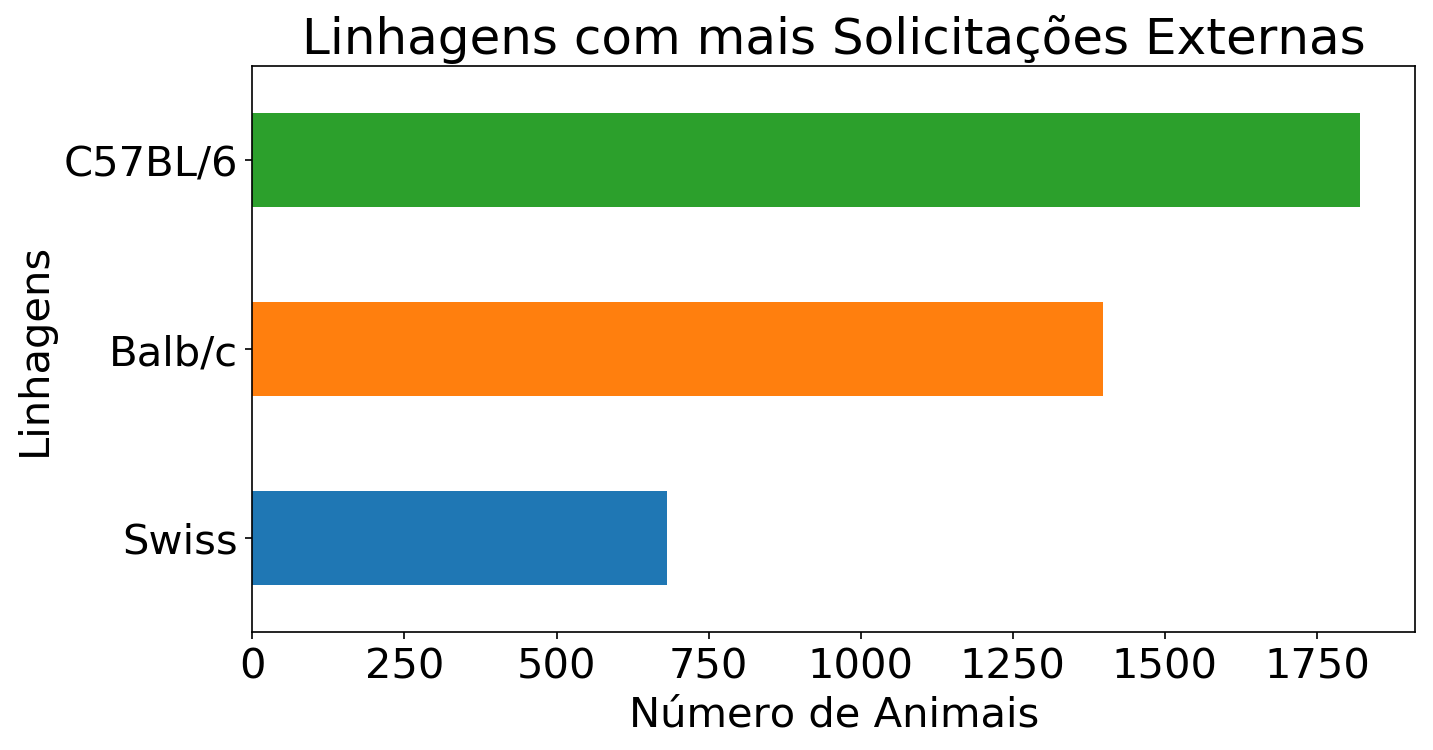 Linhagens com mais Solicitações Externas
Linhagens
C57BL/6
Balb/c
Swiss
0 250 500 750 1000 1250 1500 1750
Número de Animais